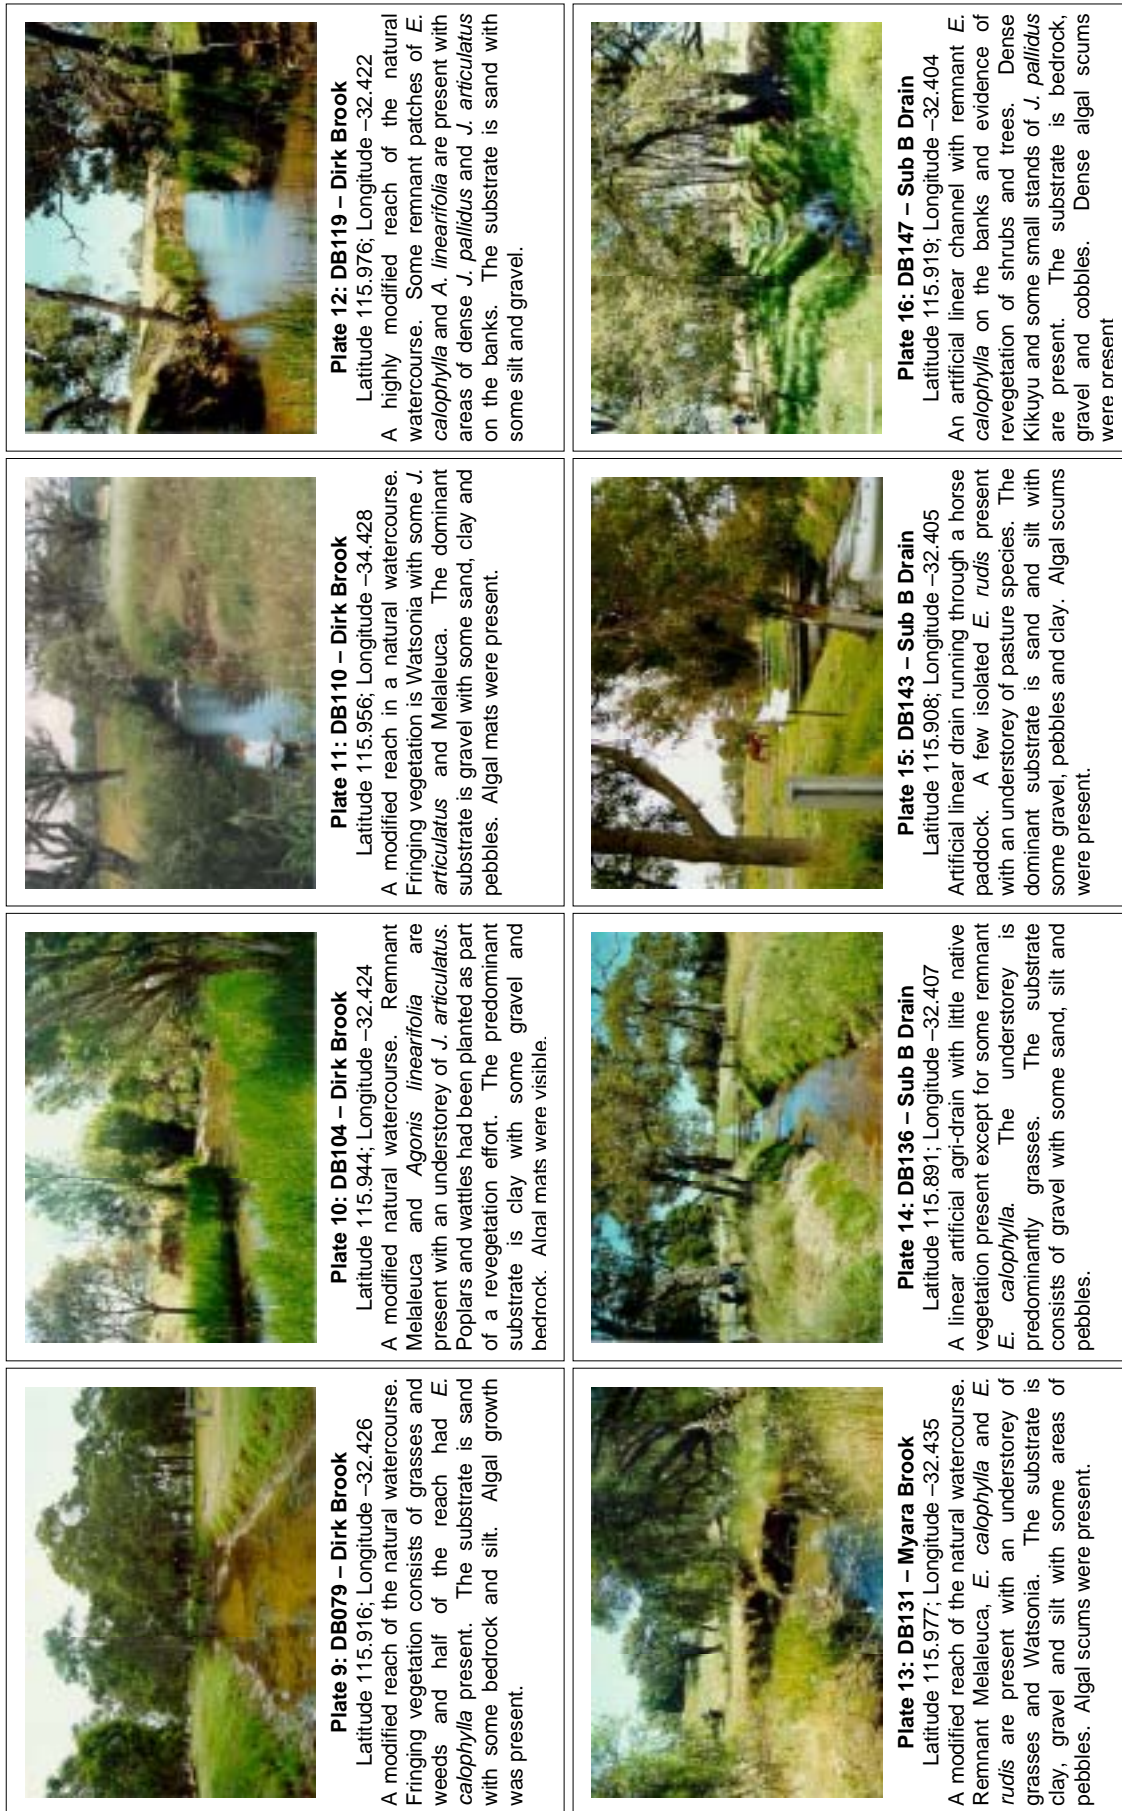 Plate 9: DB079 – Dirk Brook
Latitude 115.916; Longitude –32.426
A modified reach of the natural watercourse.
Fringing vegetation consists of grasses and
weeds and half of the reach had E.
calophylla present. The substrate is sand
with some bedrock and silt. Algal growth
was present.
Plate 10: DB104 – Dirk Brook
Latitude 115.944; Longitude –32.424
A modified natural watercourse. Remnant
Melaleuca and Agonis linearifolia are
present with an understorey of J. articulatus.
Poplars and wattles had been planted as part
of a revegetation effort. The predominant
substrate is clay with some gravel and
bedrock. Algal mats were visible.
Plate 11: DB110 – Dirk Brook
Latitude 115.956; Longitude –34.428
A modified reach in a natural watercourse.
Fringing vegetation is Watsonia with some J.
articulatus and Melaleuca. The dominant
substrate is gravel with some sand, clay and
pebbles. Algal mats were present.
Plate 12: DB119 – Dirk Brook
Latitude 115.976; Longitude –32.422
A highly modified reach of the natural
watercourse. Some remnant patches of E.
calophylla and A. linearifolia are present with
areas of dense J. pallidus and J. articulatus
on the banks. The substrate is sand with
some silt and gravel.
Plate 13: DB131 – Myara Brook
Latitude 115.977; Longitude –32.435
A modified reach of the natural watercourse.
Remnant Melaleuca, E. calophylla and E.
rudis are present with an understorey of
grasses and Watsonia. The substrate is
clay, gravel and silt with some areas of
pebbles. Algal scums were present.
Plate 14: DB136 – Sub B Drain
Latitude 115.891; Longitude –32.407
A linear artificial agri-drain with little native
vegetation present except for some remnant
E. calophylla. The understorey is
predominantly grasses. The substrate
consists of gravel with some sand, silt and
pebbles.
Plate 15: DB143 – Sub B Drain
Latitude 115.908; Longitude –32.405
Artificial linear drain running through a horse
paddock. A few isolated E. rudis present
with an understorey of pasture species. The
dominant substrate is sand and silt with
some gravel, pebbles and clay. Algal scums
were present.
Plate 16: DB147 – Sub B Drain
Latitude 115.919; Longitude –32.404
An artificial linear channel with remnant E.
calophylla on the banks and evidence of
revegetation of shrubs and trees. Dense
Kikuyu and some small stands of J. pallidus
are present. The substrate is bedrock,
gravel and cobbles. Dense algal scums
were present